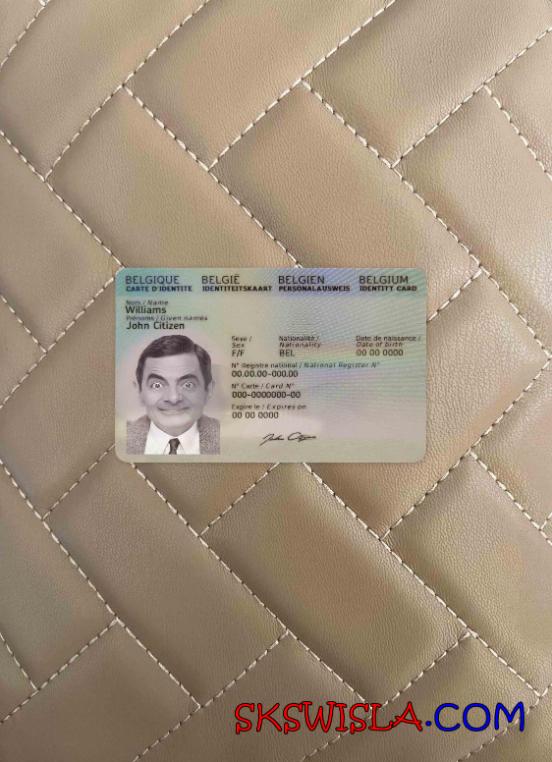 BELGIQUE BELGIË BELGIEN BELGIUM
CARTE D'IDENTITE IDENTITEITSKAART PERSONALAUSWEIS IDENTITY CARD
Nom / Name
Williams
Prénoms / Given names
John Citizen
Sexe / Nationalité / Date de naissance /
Sex Nationality Date of birth
F/F BEL 00 00 0000
N° Registre national / National Register N°
00.00.00-000.00
N° Carte / Card N°
000-0000000-00
Expire le / Expires on
00 00 0000
John Citizen
SKSWISLA.COM